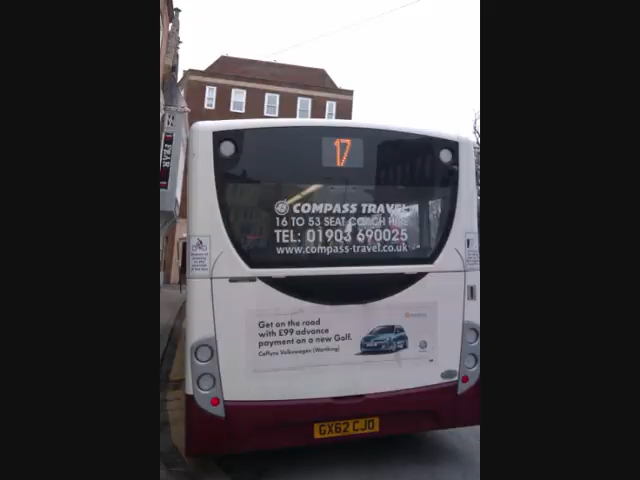 17
COMPASS TRAVEL
16 TO 53 SEAT COACH HIRE
TEL: 01903 690025
www.compass-travel.co.uk
Get on the road
with £99 advance
payment on a new Golf.
Caffyns Volkswagen (Worthing)
GX62 CJO